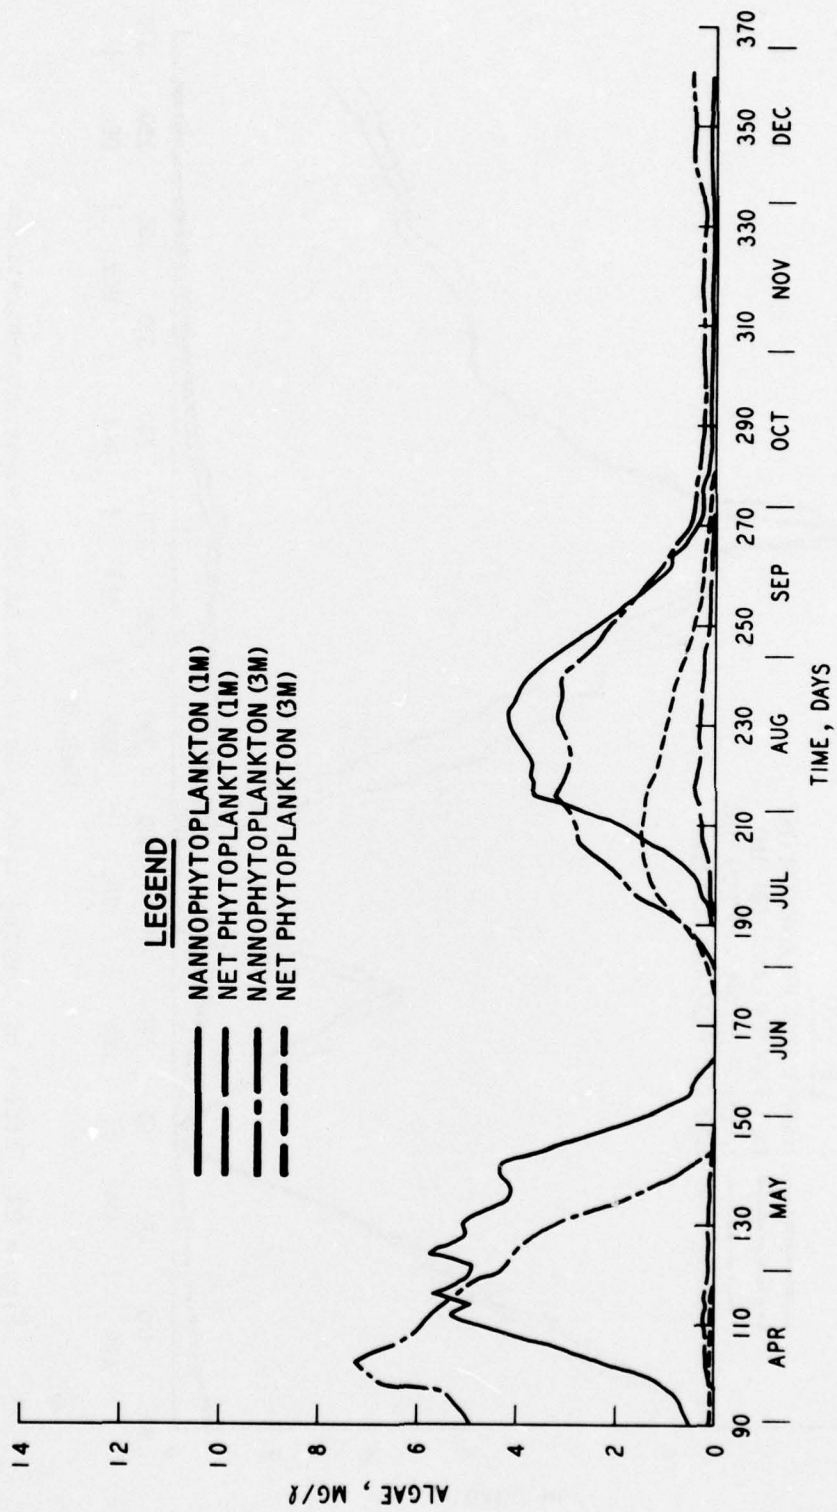 LEGEND
NANNOPHYTOPLANKTON (1M)
NET PHYTOPLANKTON (1M)
NANNOPHYTOPLANKTON (3M)
NET PHYTOPLANKTON (3M)
ALGAE, MG/ℓ
14
12
10
8
6
4
2
0
90 110 130 150 170 190 210 230 250 270 290 310 330 350 370
APR | MAY | JUN | JUL | AUG | SEP | OCT | NOV | DEC |
TIME, DAYS